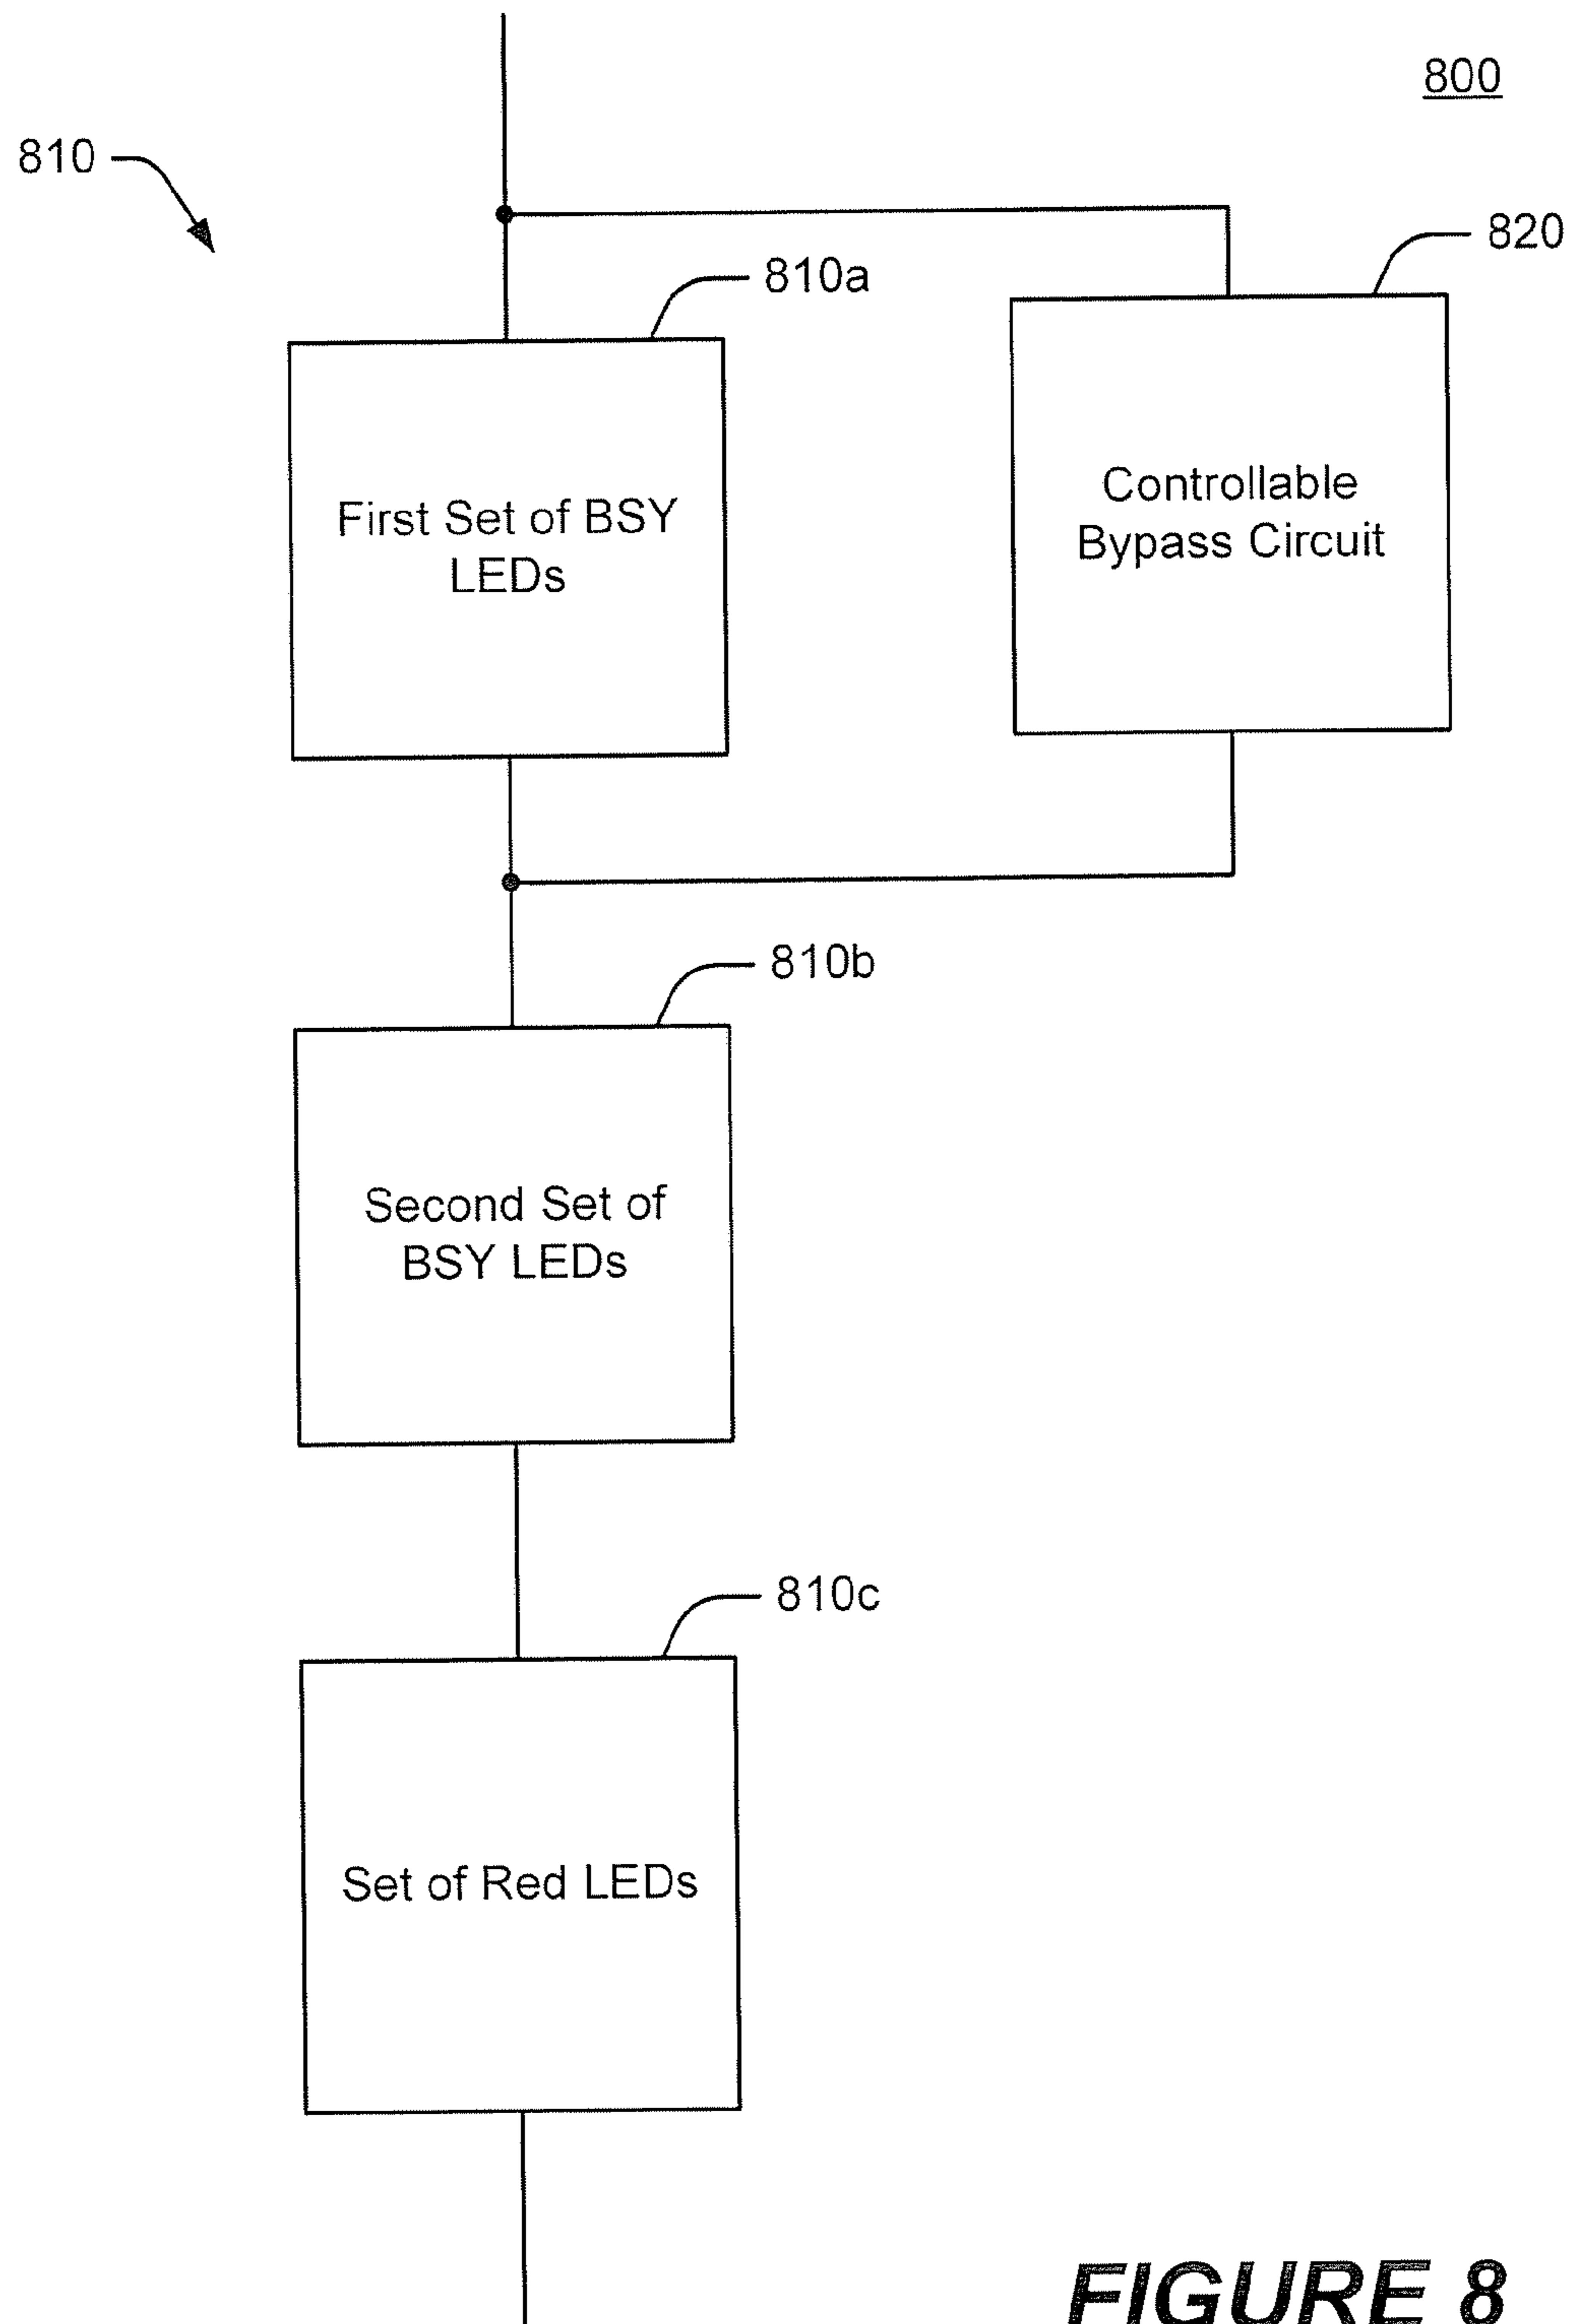 800
810
820
810a
First Set of BSY
LEDs
Controllable
Bypass Circuit
810b
Second Set of
BSY LEDs
810c
Set of Red LEDs
FIGURE 8